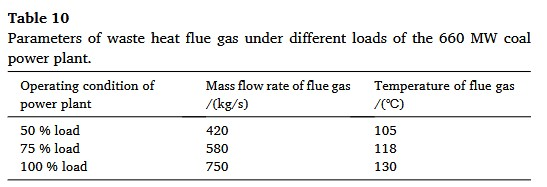 Table 10
Parameters of waste heat flue gas under different loads of the 660 MW coal
power plant.
Operating condition of Mass flow rate of flue gas Temperature of flue gas
power plant /(kg/s) /(℃)
50 % load 420 105
75 % load 580 118
100 % load 750 130